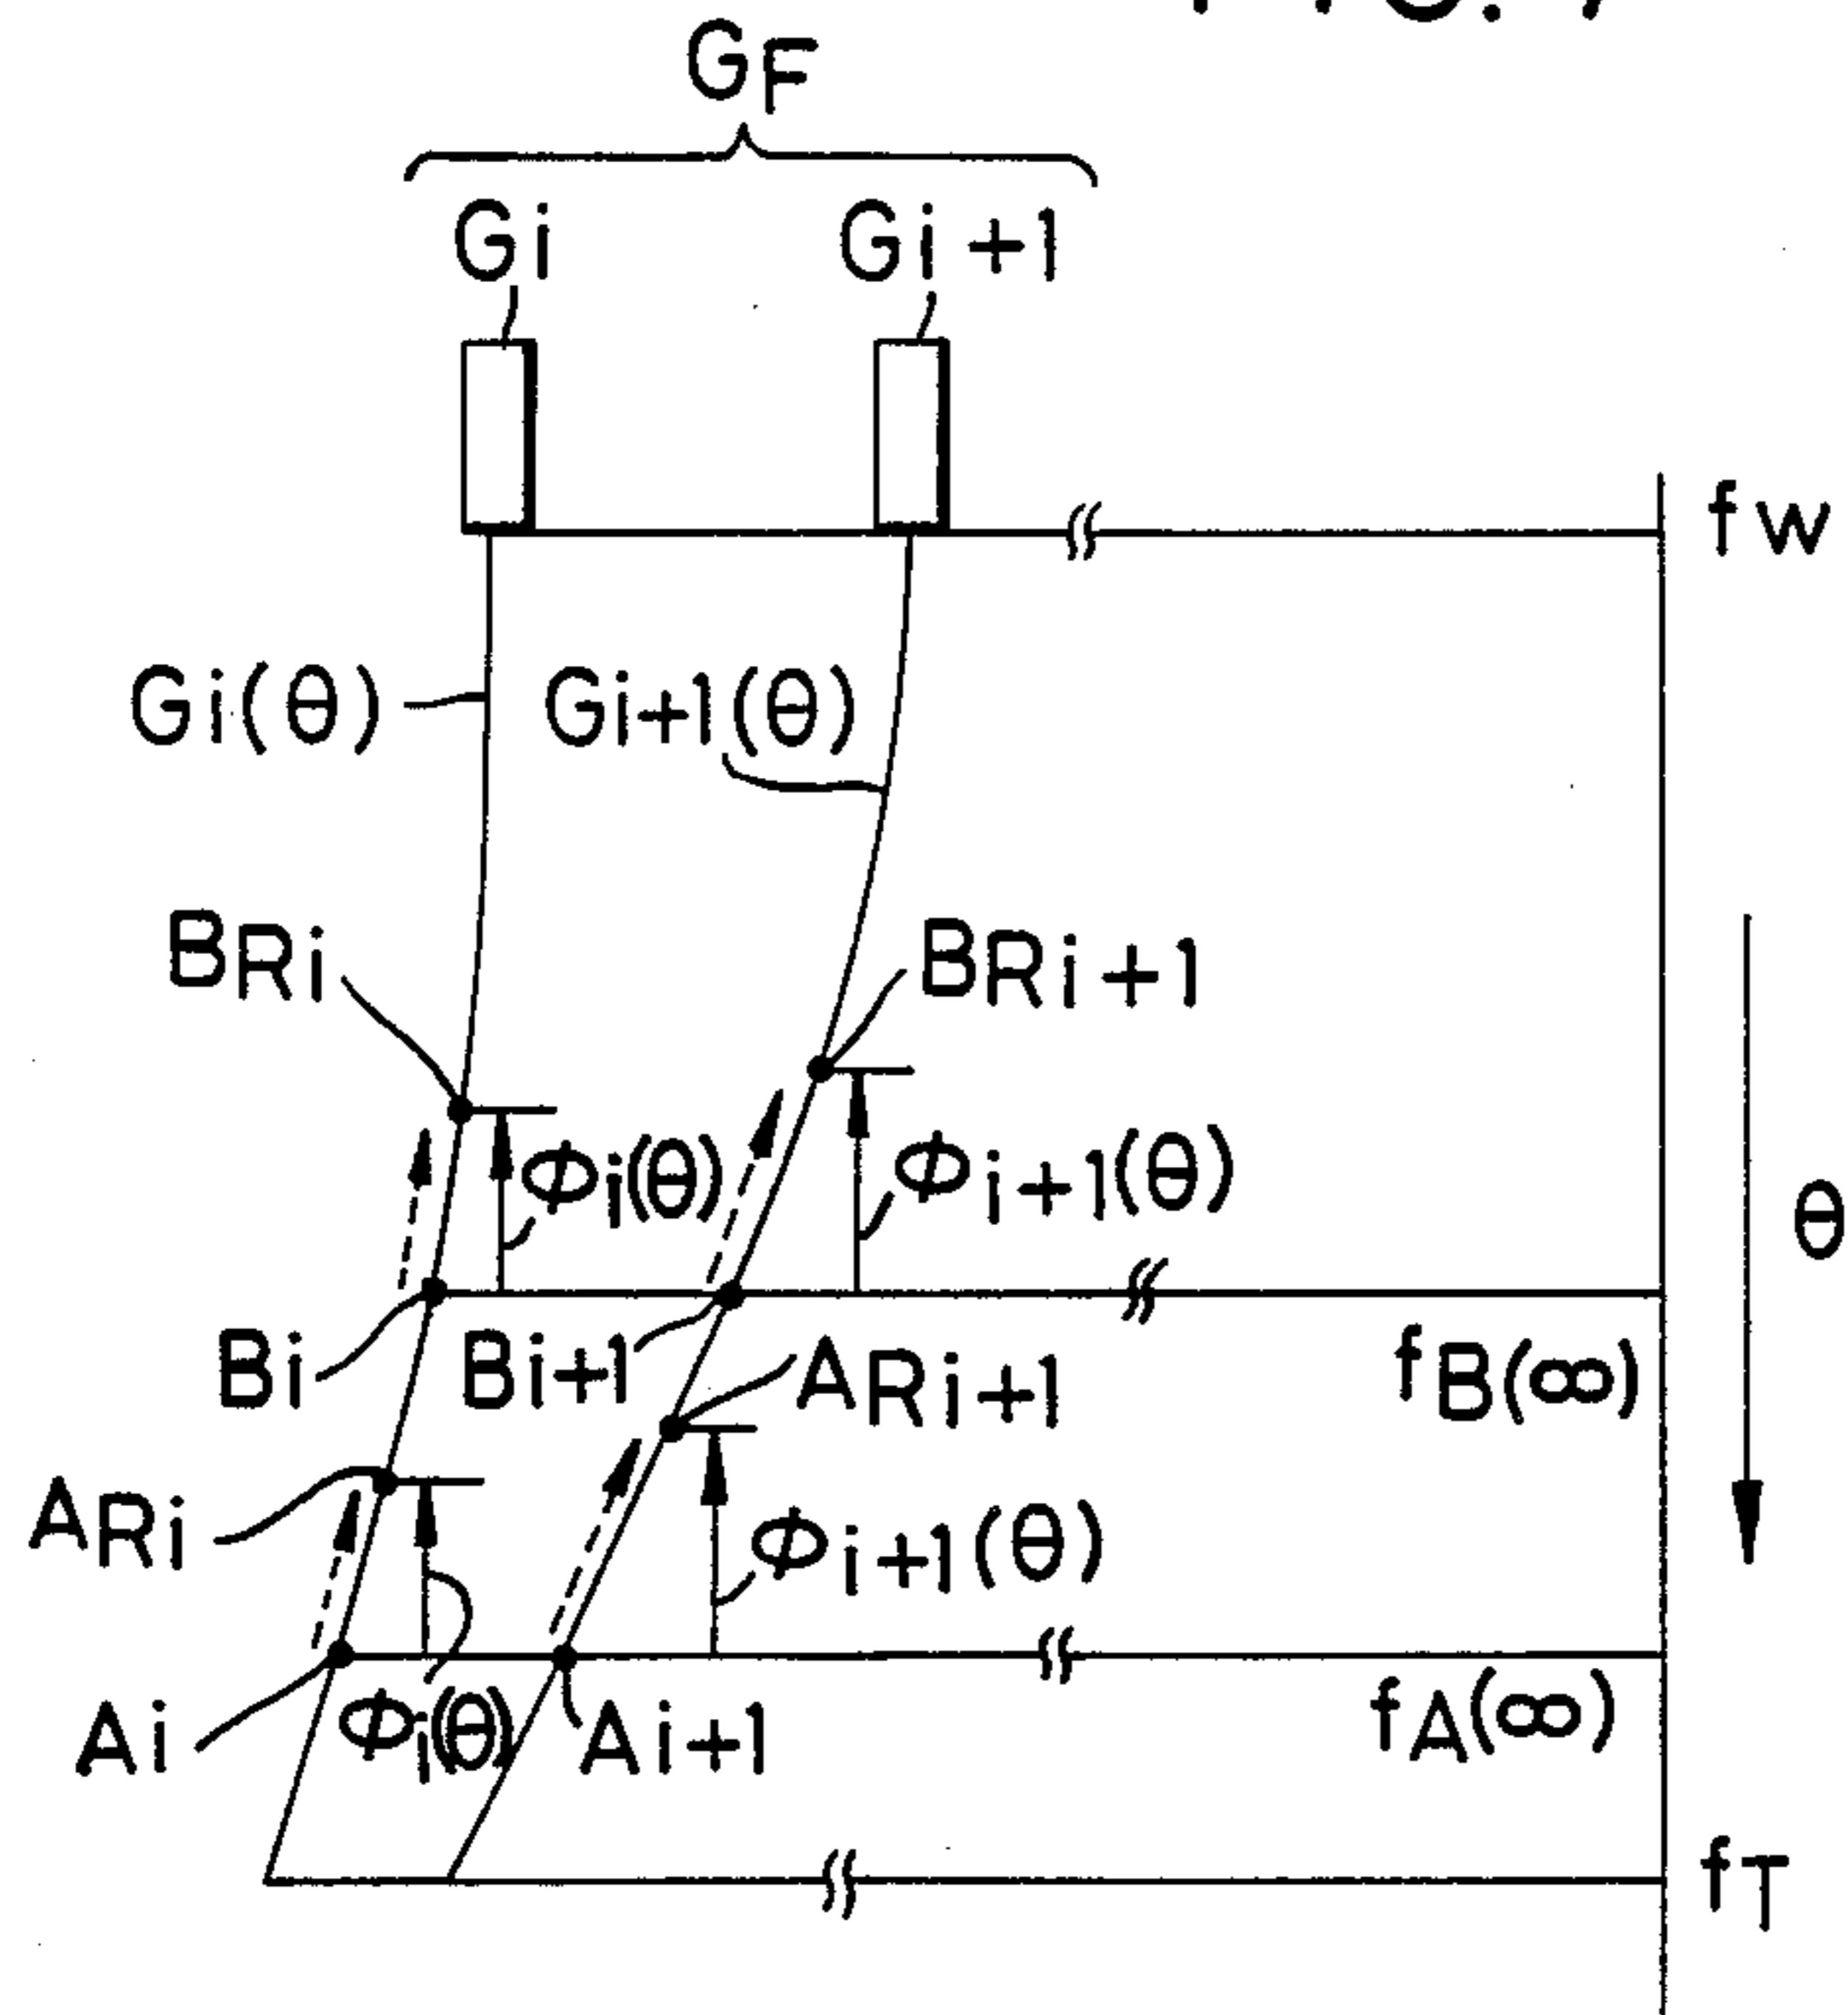 GF
Gi Gi+1
fw
Gi(θ) Gi+1(θ)
BRi BRi+1
Φi(θ) Φi+1(θ)
θ
Bi Bi+1 ARi+1 fB(∞)
ARi Φi+1(θ)
Ai Φi(θ) Ai+1 fA(∞)
fT